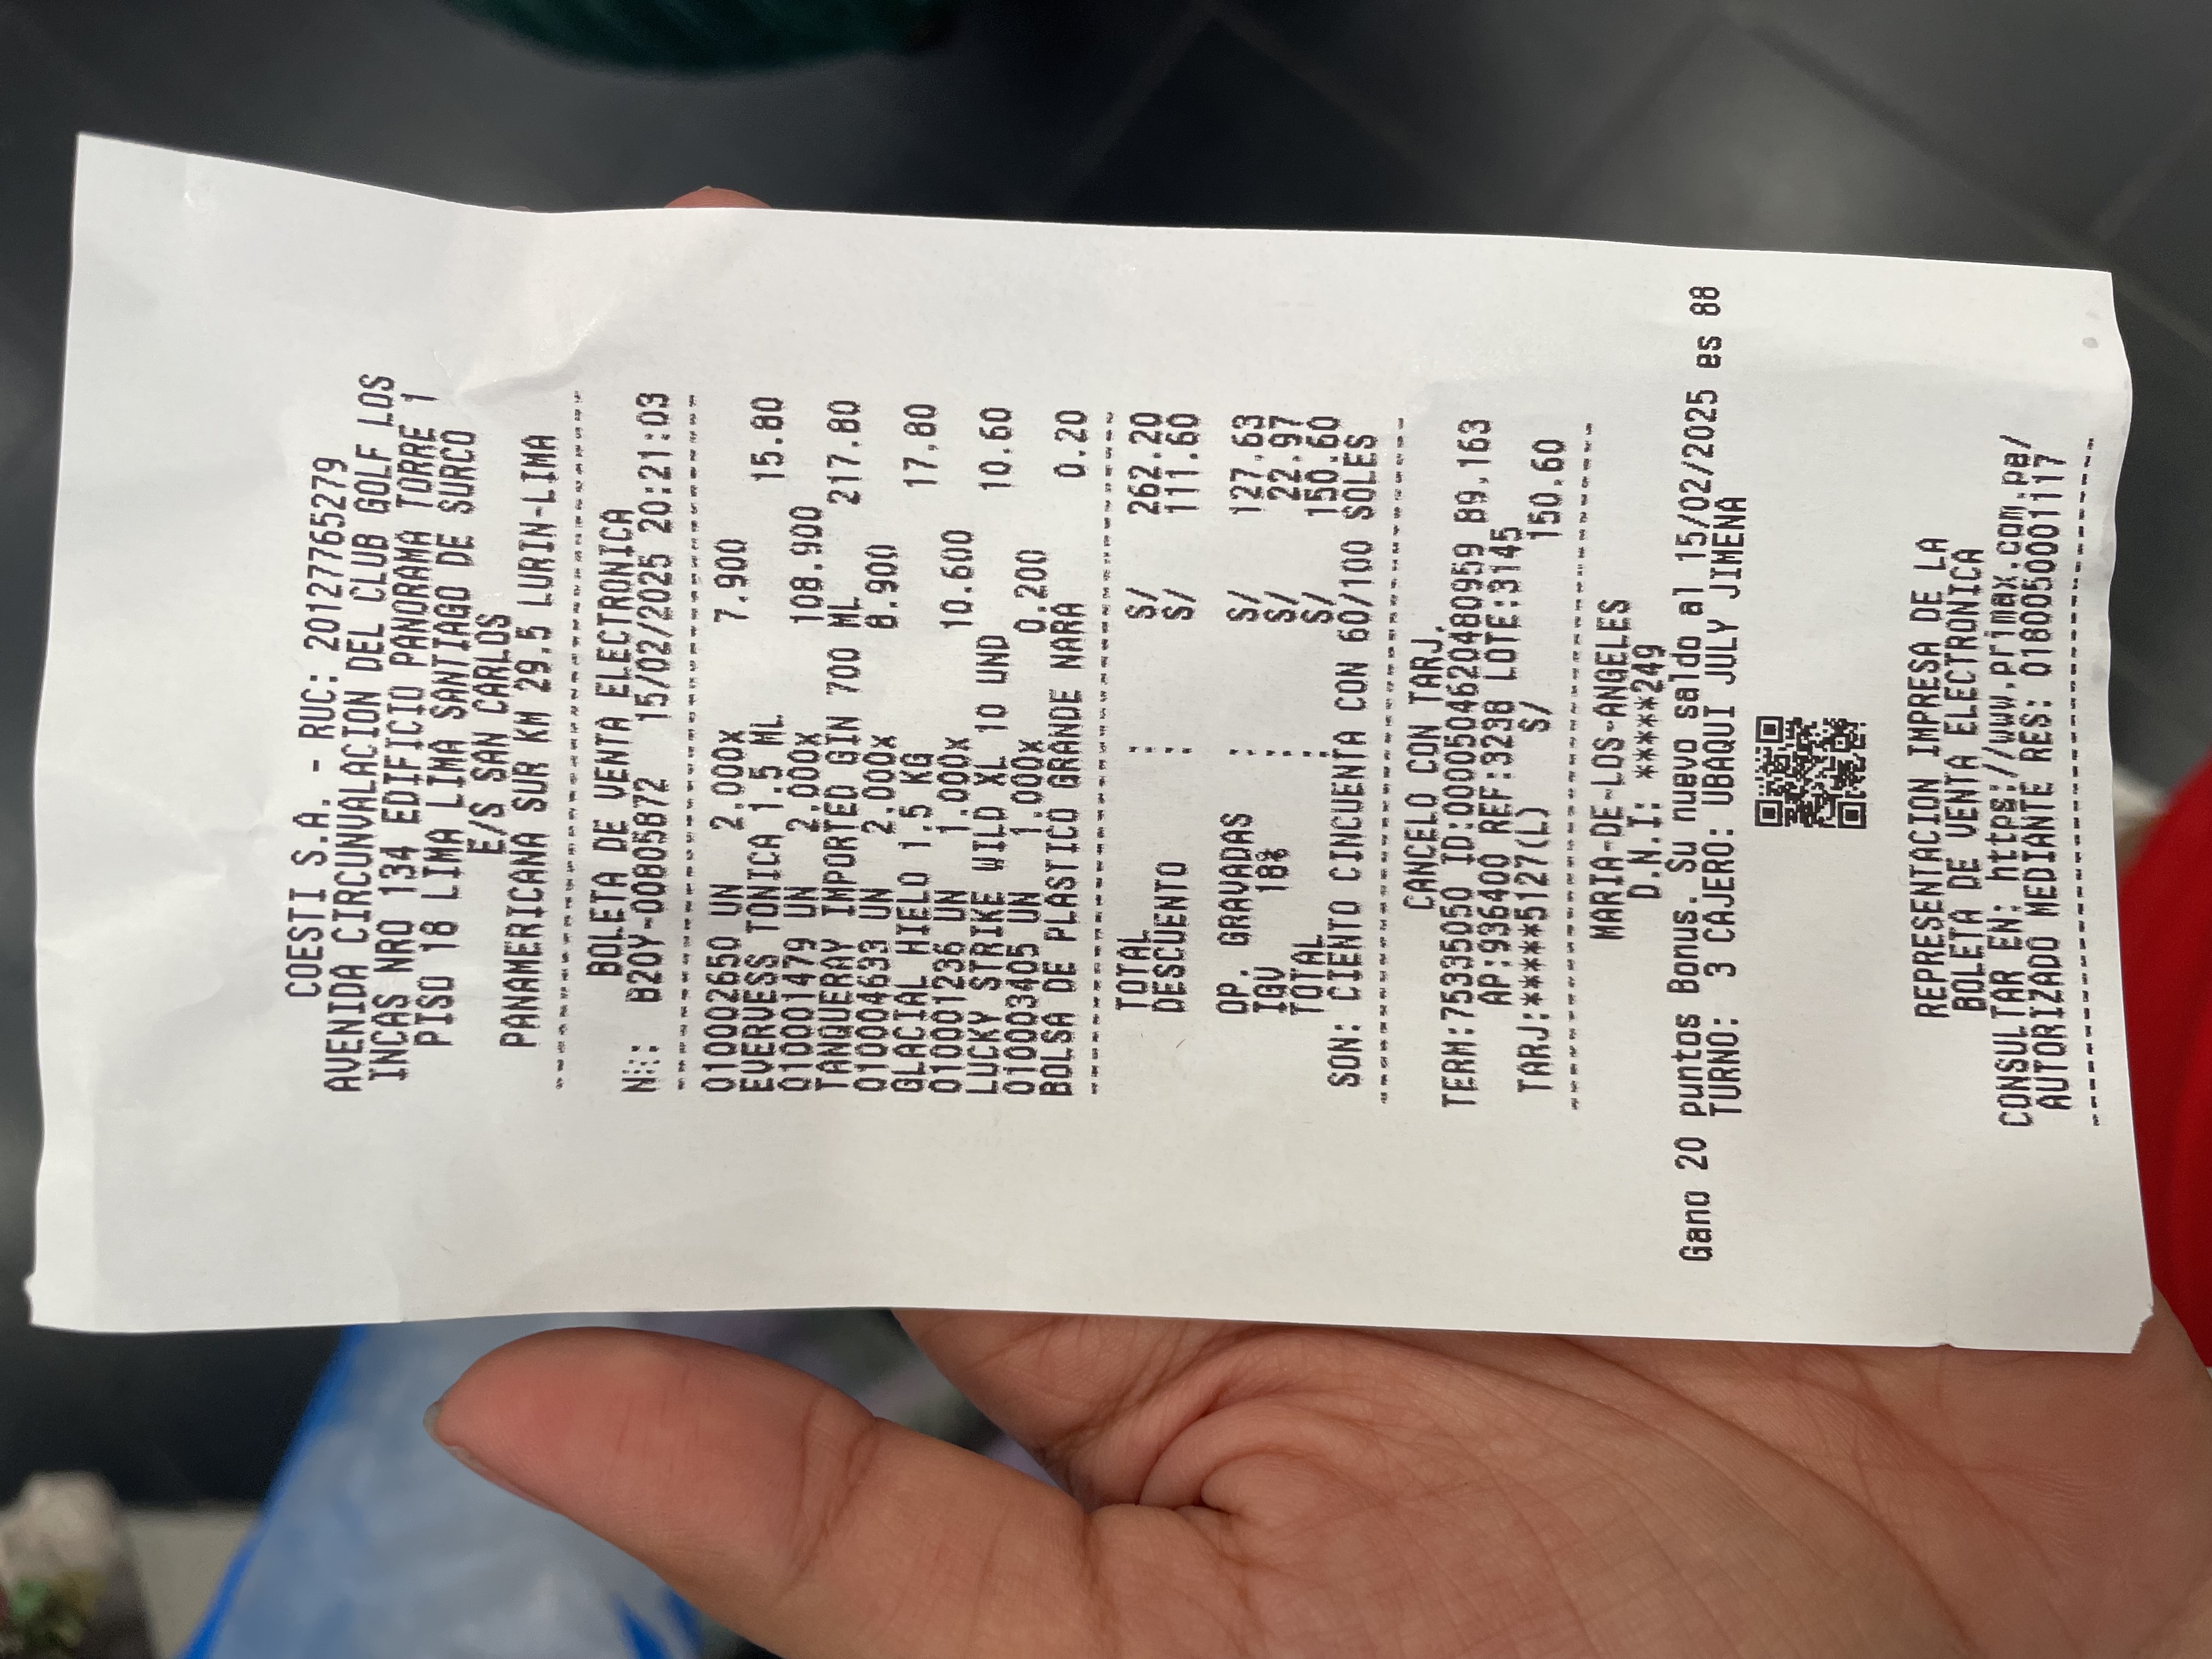 COESTI S.A. - RUC: 20127765279
AVENIDA CIRCUNVALACION DEL CLUB GOLF LOS
INCAS NRO 134 EDIFICIO PANORAMA TORRE 1
PISO 18 LIMA LIMA SANTIAGO DE SURCO
E/S SAN CARLOS
PANAMERICANA SUR KM 29.5 LURIN-LIMA
BOLETA DE VENTA ELECTRONICA
B20Y-00805872 15/02/2025 20:21:03
010002650 UN 2.000x 7.900
EVERVESS TONICA 1.5 ML 15.80
010001479 UN 2.000x 108.900
TANQUERAY IMPORTED GIN 700 ML 217.80
010004633 UN 2.000x 8.900
GLACIAL HIELO 1.5 KG 17.80
010001236 UN 1.000x 10.600
LUCKY STRIKE WILD XL 10 UND 10.60
010003405 UN 1.000x 0.200
BOLSA DE PLASTICO GRANDE NARA 0.20
TOTAL : S/ 262.20
DESCUENTO : S/ 111.60
OP. GRAVADAS : S/ 127.63
IGV 18% : S/ 22.97
TOTAL : S/ 150.60
SON: CIENTO CINCUENTA CON 60/100 SOLES
CANCELO CON TARJ.
TERM:75335050 ID:0000504620480959 89.163
AP:936400 REF:3238 LOTE:3145
TARJ:*****5127(L) S/ 150.60
MARIA-DE-LOS-ANGELES
D.N.I: *****249
Gano 20 puntos Bonus. Su nuevo saldo al 15/02/2025 es 88
TURNO: 3 CAJERO: UBAQUI JULY JIMENA
REPRESENTACION IMPRESA DE LA
BOLETA DE VENTA ELECTRONICA
CONSULTAR EN: https://www.primax.com.pe/
AUTORIZADO MEDIANTE RES: 0180050001117